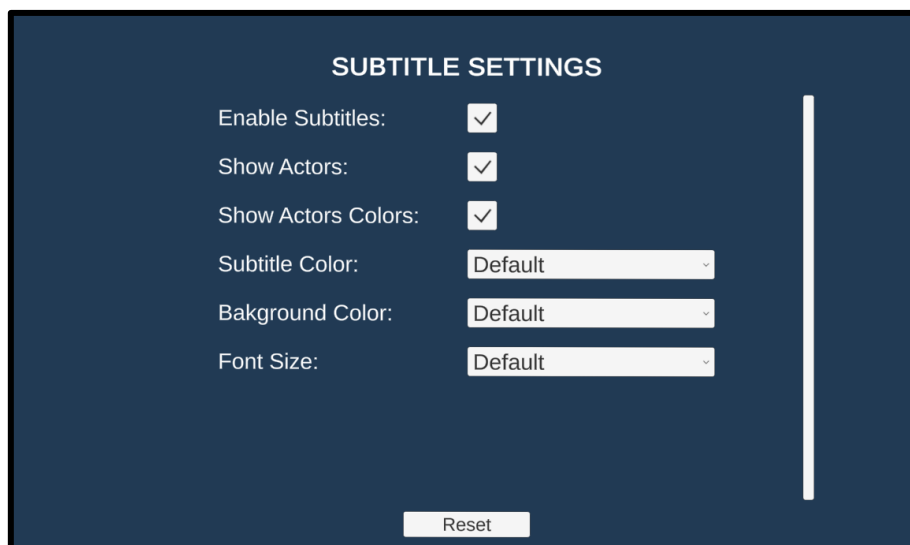 SUBTITLE SETTINGS
Enable Subtitles:
Show Actors:
Show Actors Colors:
Subtitle Color: Default
Bakground Color: Default
Font Size: Default
Reset